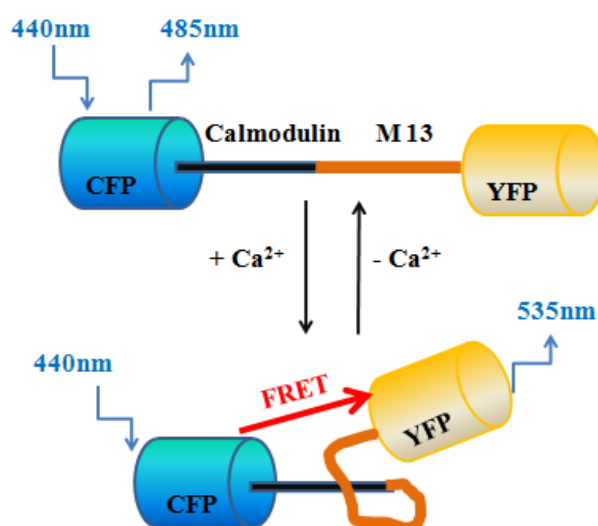 440nm
485nm
Calmodulin
M 13
CFP
YFP
+ Ca²⁺
- Ca²⁺
535nm
440nm
FRET
YFP
CFP